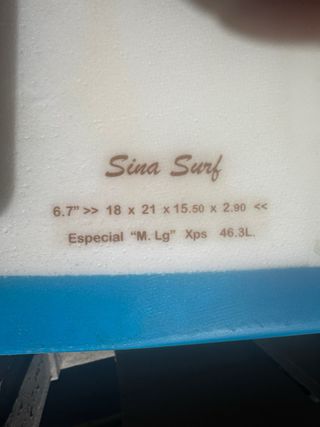 Sina Surf
6.7" >> 18 x 21 x 15.50 x 2.90 <<
Especial "M. Lg" Xps 46.3L.